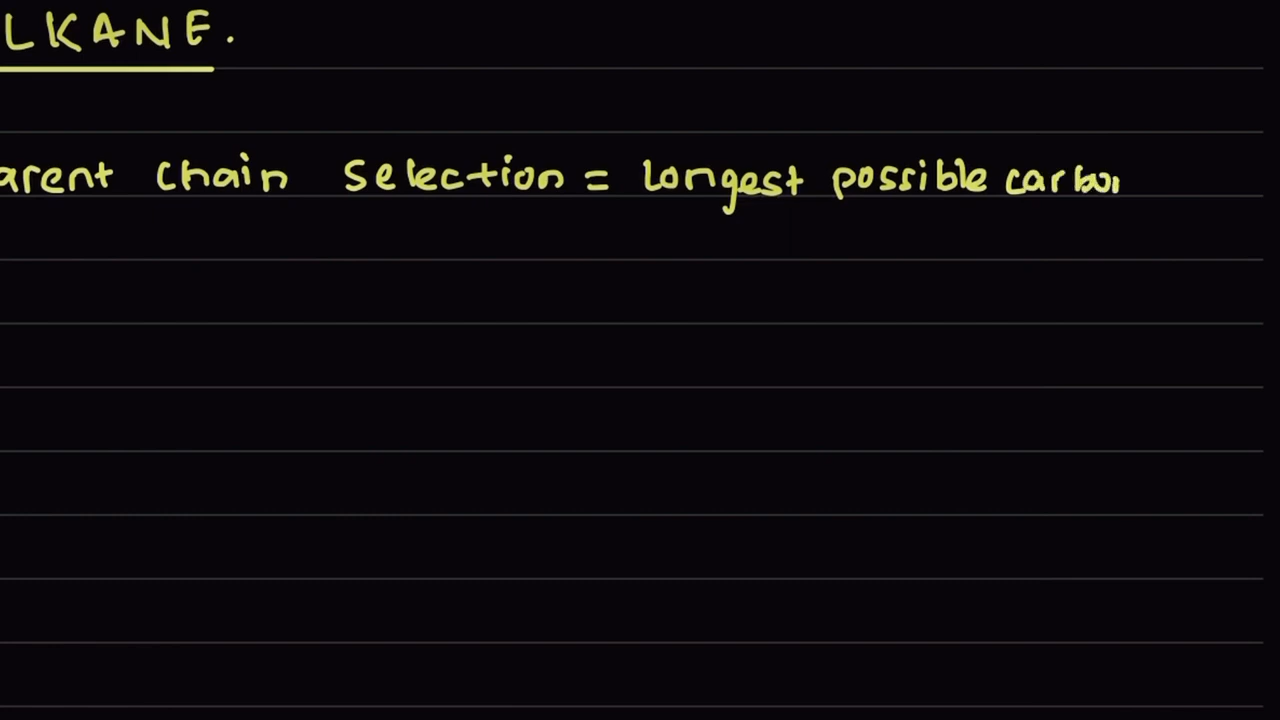 LKANE.
arent chain selection = longest possible carbo